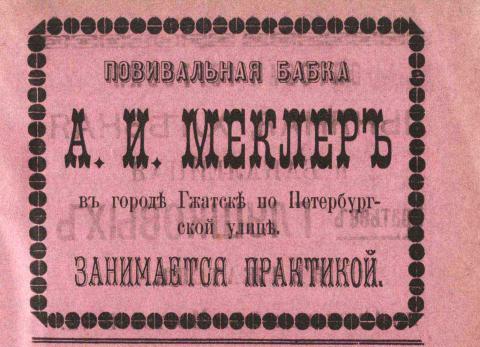 ПОВИВАЛЬНАЯ БАБКА
А. И. МЕКЛЕРЪ
въ городѣ Гжатскѣ по Петербург-
ской улицѣ.
ЗАНИМАЕТСЯ ПРАКТИКОЙ.